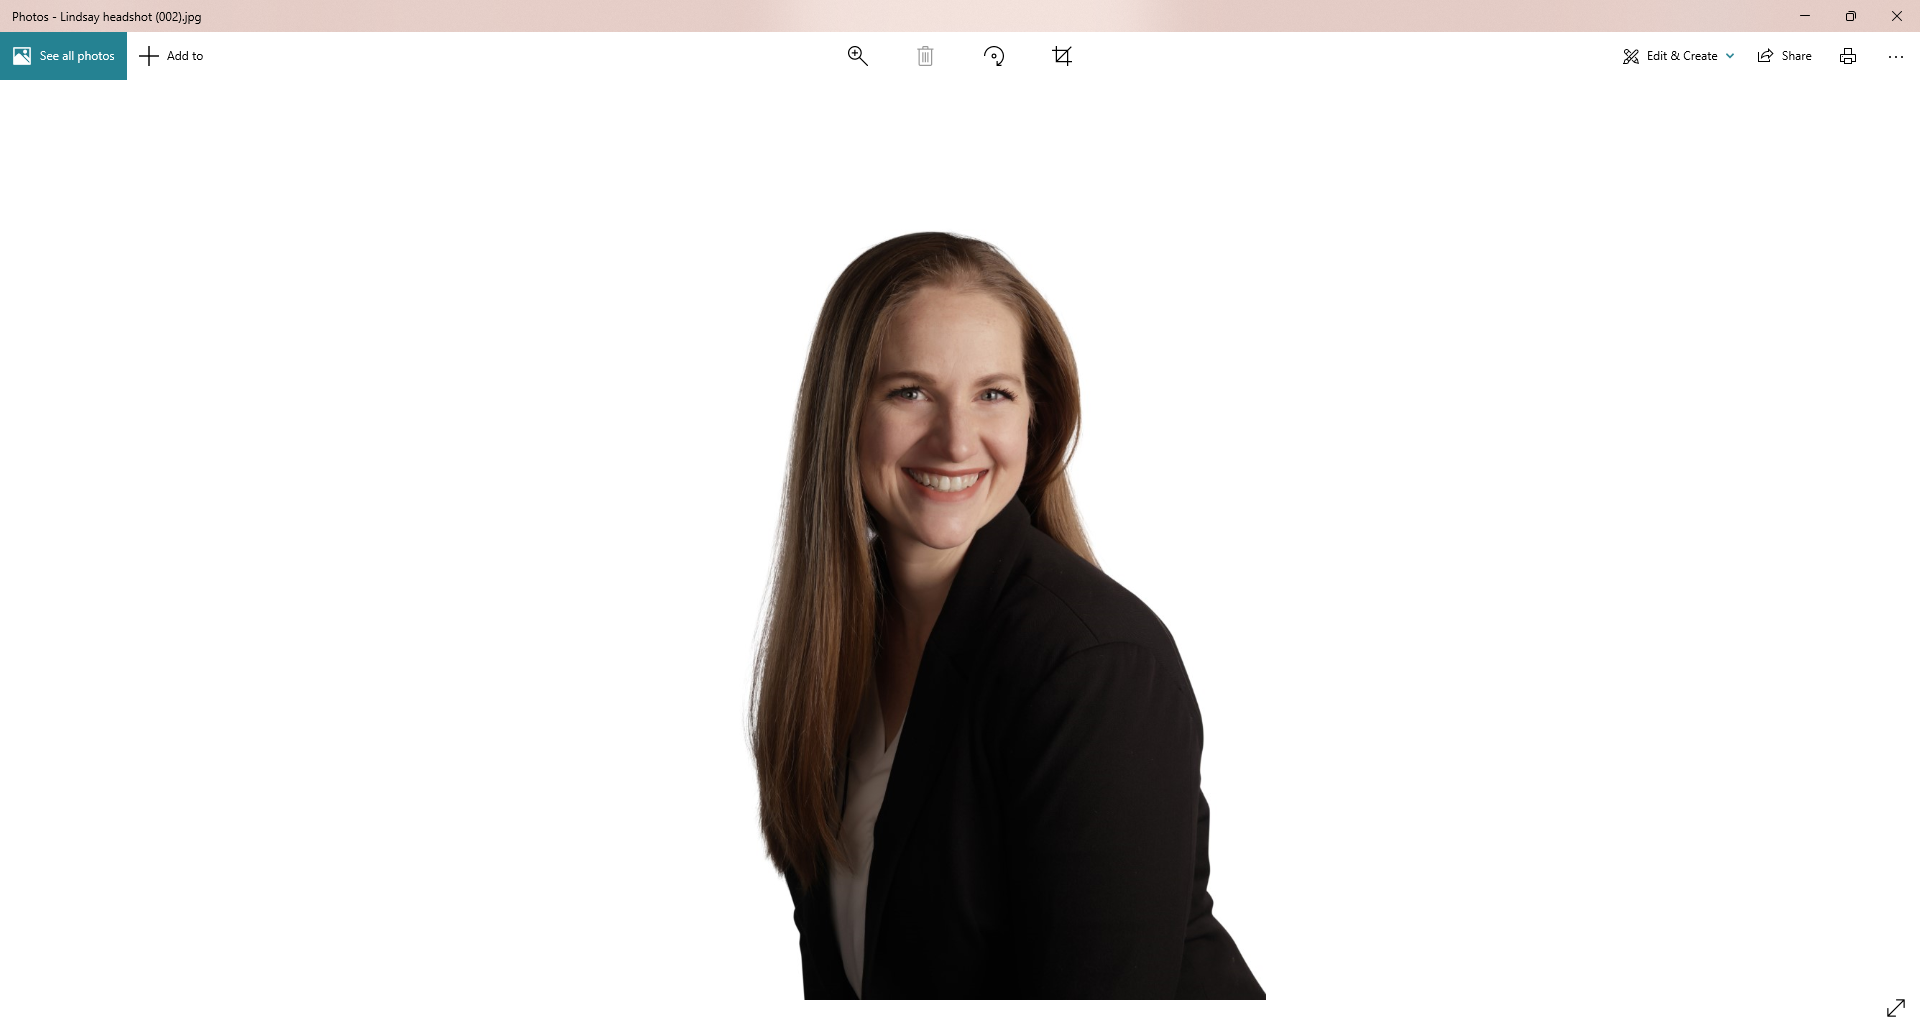 Photos - Lindsay headshot (002).jpg
See all photos
Add to
Edit & Create
Share